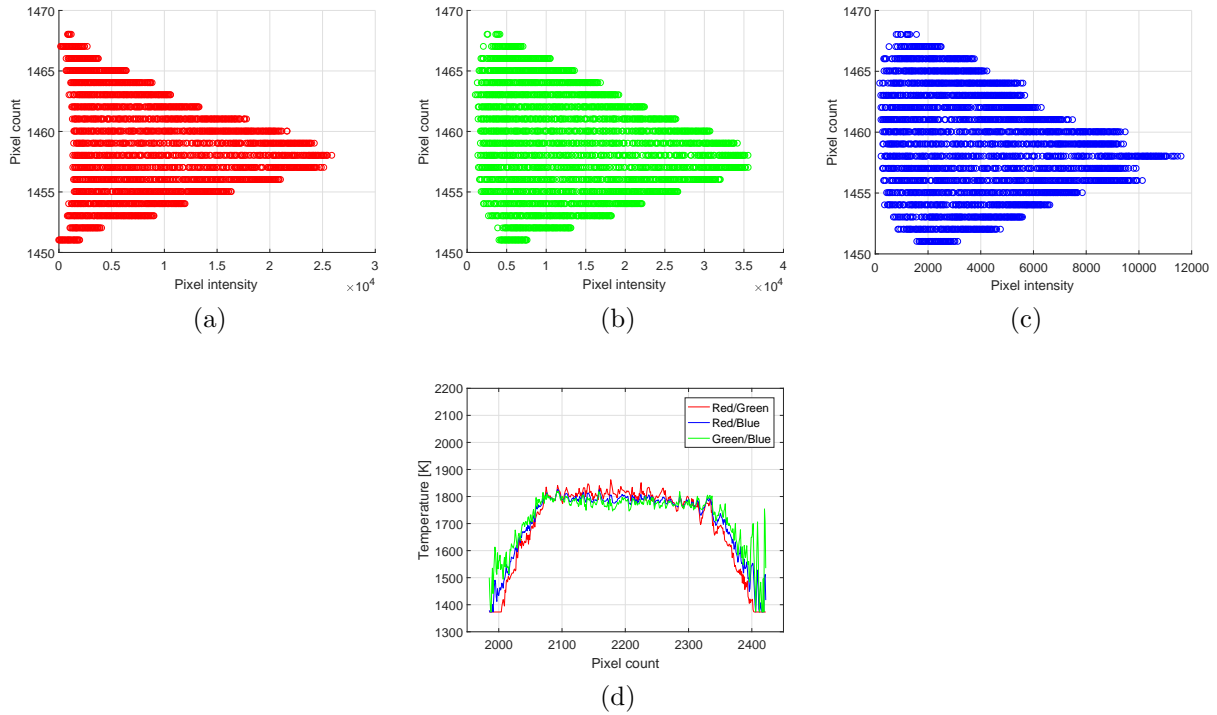 1470
1465
1460
1455
1450
Pixel count
0 0.5 1 1.5 2 2.5 3
Pixel intensity ×10^4
(a)
1470
1465
1460
1455
1450
Pixel count
0 0.5 1 1.5 2 2.5 3 3.5 4
Pixel intensity ×10^4
(b)
1470
1465
1460
1455
1450
Pixel count
0 2000 4000 6000 8000 10000 12000
Pixel intensity
(c)
2200
2100
2000
1900
1800
1700
1600
1500
1400
1300
Temperature [K]
Red/Green
Red/Blue
Green/Blue
2000 2100 2200 2300 2400
Pixel count
(d)